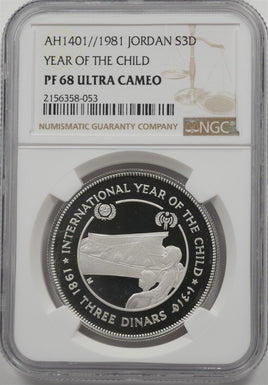 AH1401//1981 JORDAN S3D
YEAR OF THE CHILD
PF 68 ULTRA CAMEO
2156358-053
NUMISMATIC GUARANTY COMPANY
NGC
INTERNATIONAL YEAR OF THE CHILD
1981 THREE DINARS